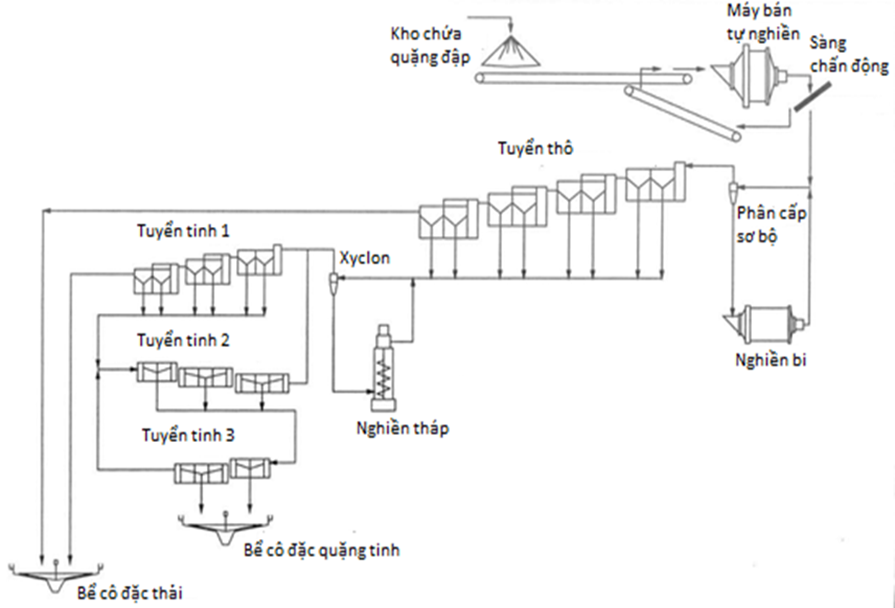 Kho chứa
quặng đập
Máy bán
tự nghiền
Sàng
chấn động
Tuyển thô
Phân cấp
sơ bộ
Tuyển tinh 1
Xyclon
Tuyển tinh 2
Nghiền bi
Nghiền tháp
Tuyển tinh 3
Bể cô đặc quặng tinh
Bể cô đặc thải